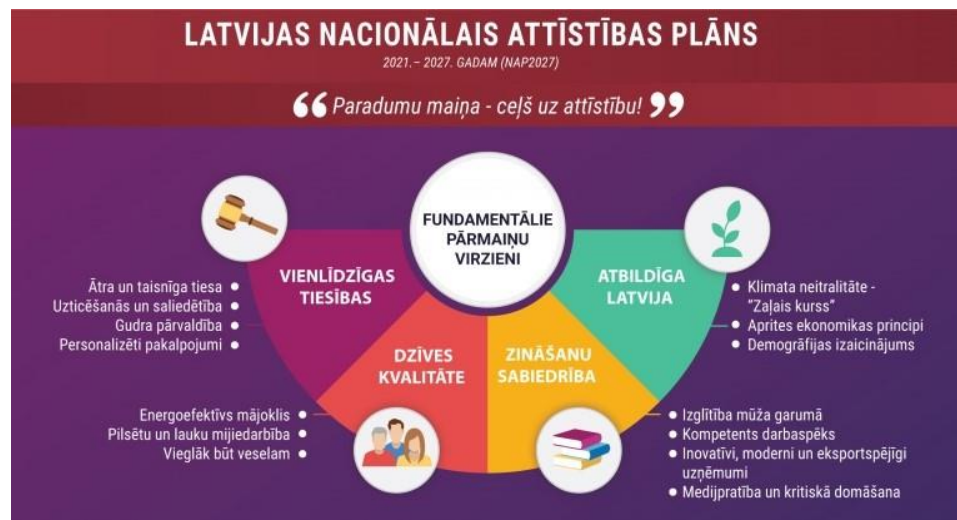 LATVIJAS NACIONĀLAIS ATTĪSTĪBAS PLĀNS
2021.– 2027. GADAM (NAP2027)
“ Paradumu maiņa - ceļš uz attīstību! ”
FUNDAMENTĀLIE
PĀRMAIŅU
VIRZIENI
VIENLĪDZĪGAS
TIESĪBAS
Ātra un taisnīga tiesa ●
Uzticēšanās un saliedētība ●
Gudra pārvaldība ●
Personalizēti pakalpojumi ●
DZĪVES
KVALITĀTE
Energoefektīvs mājoklis ●
Pilsētu un lauku mijiedarbība ●
Vieglāk būt veselam ●
ZINĀŠANU
SABIEDRĪBA
● Izglītība mūža garumā
● Kompetents darbaspēks
● Inovatīvi, moderni un eksportspējīgi
uzņēmumi
● Medijpratība un kritiskā domāšana
ATBILDĪGA
LATVIJA
● Klimata neitralitāte -
“Zaļais kurss”
● Aprites ekonomikas principi
● Demogrāfijas izaicinājums